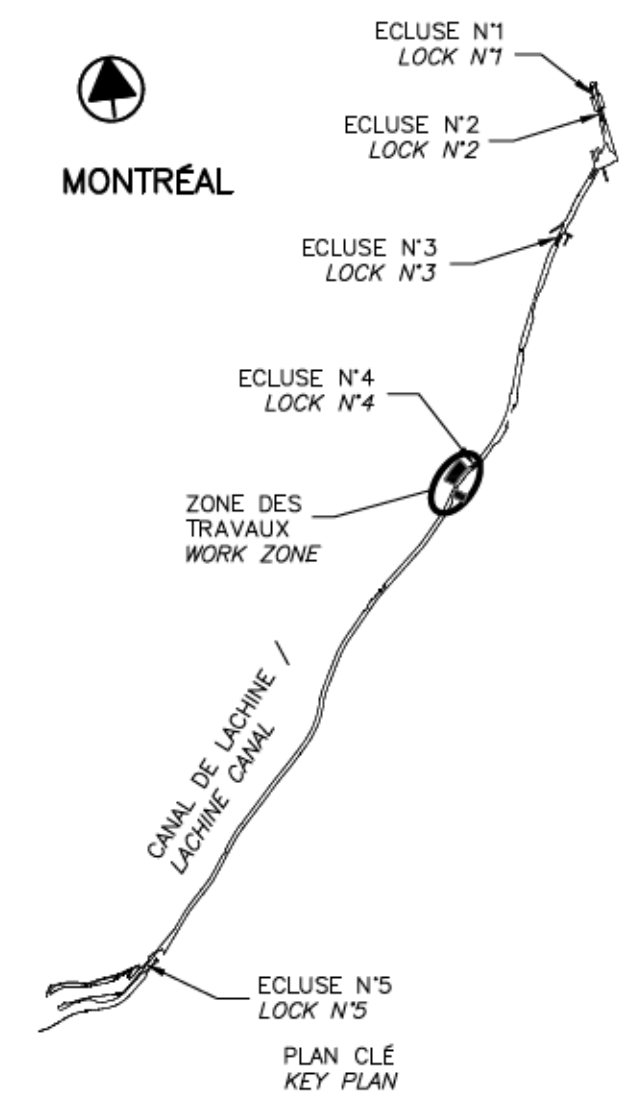 ECLUSE N°1
LOCK N°1
ECLUSE N°2
LOCK N°2
MONTRÉAL
ECLUSE N°3
LOCK N°3
ECLUSE N°4
LOCK N°4
ZONE DES
TRAVAUX
WORK ZONE
CANAL DE LACHINE /
LACHINE CANAL
ECLUSE N°5
LOCK N°5
PLAN CLÉ
KEY PLAN